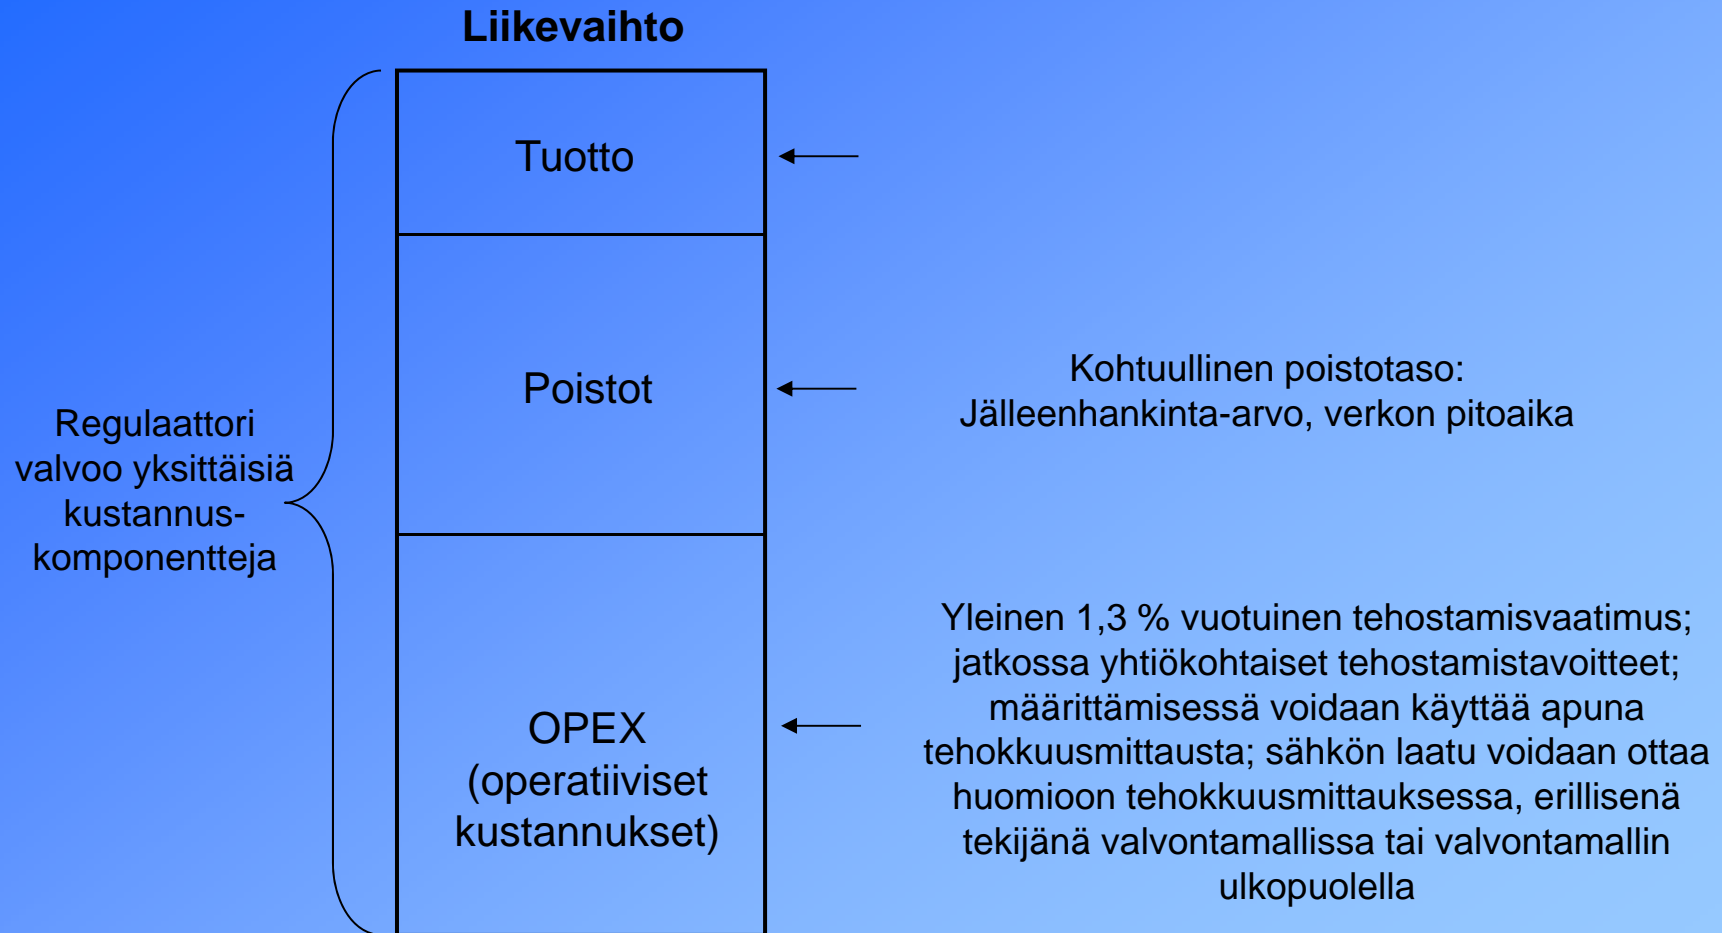 Liikevaihto
Tuotto
Poistot
Kohtuullinen poistotaso:
Jälleenhankinta-arvo, verkon pitoaika
Regulaattori
valvoo yksittäisiä
kustannus-
komponentteja
OPEX
(operatiiviset
kustannukset)
Yleinen 1,3 % vuotuinen tehostamisvaatimus;
jatkossa yhtiökohtaiset tehostamistavoitteet;
määrittämisessä voidaan käyttää apuna
tehokkuusmittausta; sähkön laatu voidaan ottaa
huomioon tehokkuusmittauksessa, erillisenä
tekijänä valvontamallissa tai valvontamallin
ulkopuolella